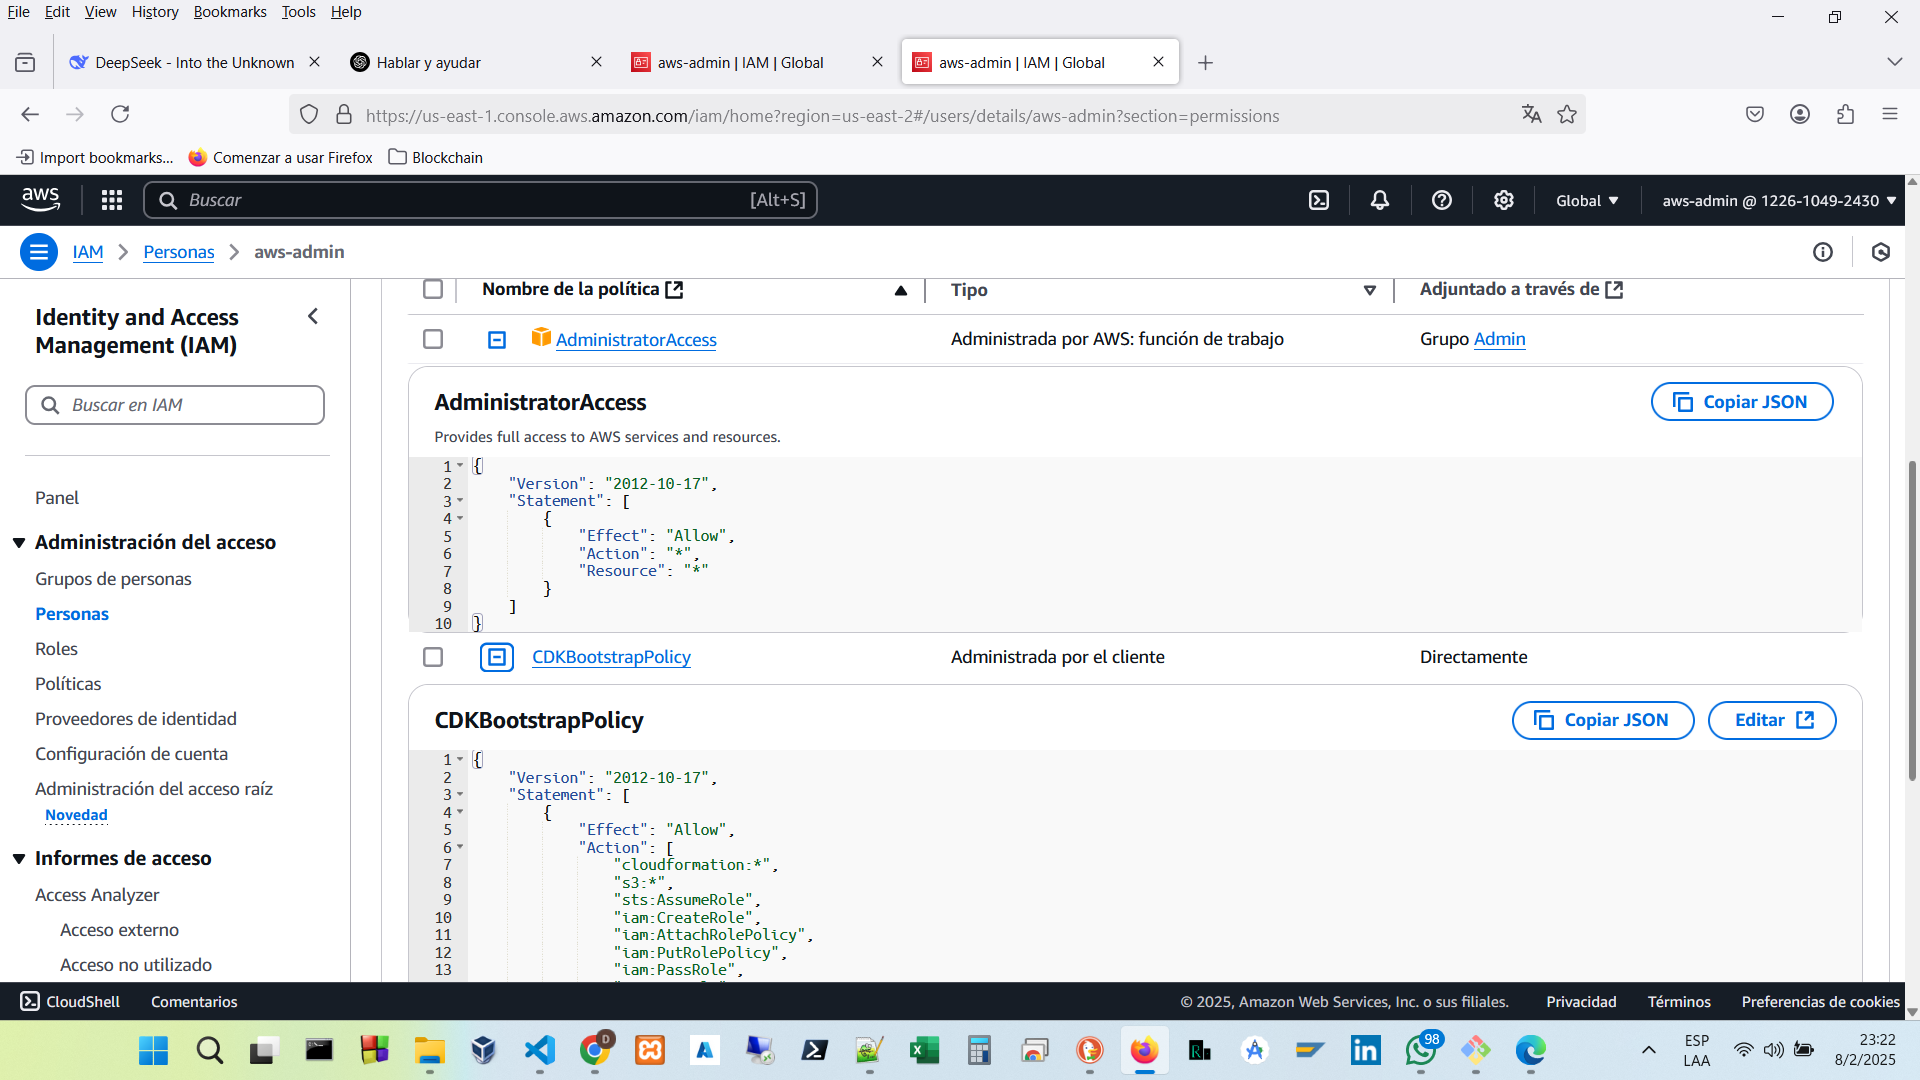 File Edit View History Bookmarks Tools Help
DeepSeek - Into the Unknown
Hablar y ayudar
aws-admin | IAM | Global
aws-admin | IAM | Global
https://us-east-1.console.aws.amazon.com/iam/home?region=us-east-2#/users/details/aws-admin?section=permissions
Import bookmarks... Comenzar a usar Firefox Blockchain
aws Buscar [Alt+S] Global aws-admin @ 1226-1049-2430
IAM Personas aws-admin
Identity and Access
Management (IAM)
Buscar en IAM
Panel
Administración del acceso
Grupos de personas
Personas
Roles
Políticas
Proveedores de identidad
Configuración de cuenta
Administración del acceso raíz
Novedad
Informes de acceso
Access Analyzer
Acceso externo
Acceso no utilizado
Nombre de la política Tipo Adjuntado a través de
AdministratorAccess Administrada por AWS: función de trabajo Grupo Admin
AdministratorAccess Copiar JSON
Provides full access to AWS services and resources.
1 {
2 "Version": "2012-10-17",
3 "Statement": [
4 {
5 "Effect": "Allow",
6 "Action": "*",
7 "Resource": "*"
8 }
9 ]
10 }
CDKBootstrapPolicy Administrada por el cliente Directamente
CDKBootstrapPolicy Copiar JSON Editar
1 {
2 "Version": "2012-10-17",
3 "Statement": [
4 {
5 "Effect": "Allow",
6 "Action": [
7 "cloudformation:*",
8 "s3:*",
9 "sts:AssumeRole",
10 "iam:CreateRole",
11 "iam:AttachRolePolicy",
12 "iam:PutRolePolicy",
13 "iam:PassRole",
CloudShell Comentarios © 2025, Amazon Web Services, Inc. o sus filiales. Privacidad Términos Preferencias de cookies
D
98
ESP
LAA
23:22
8/2/2025